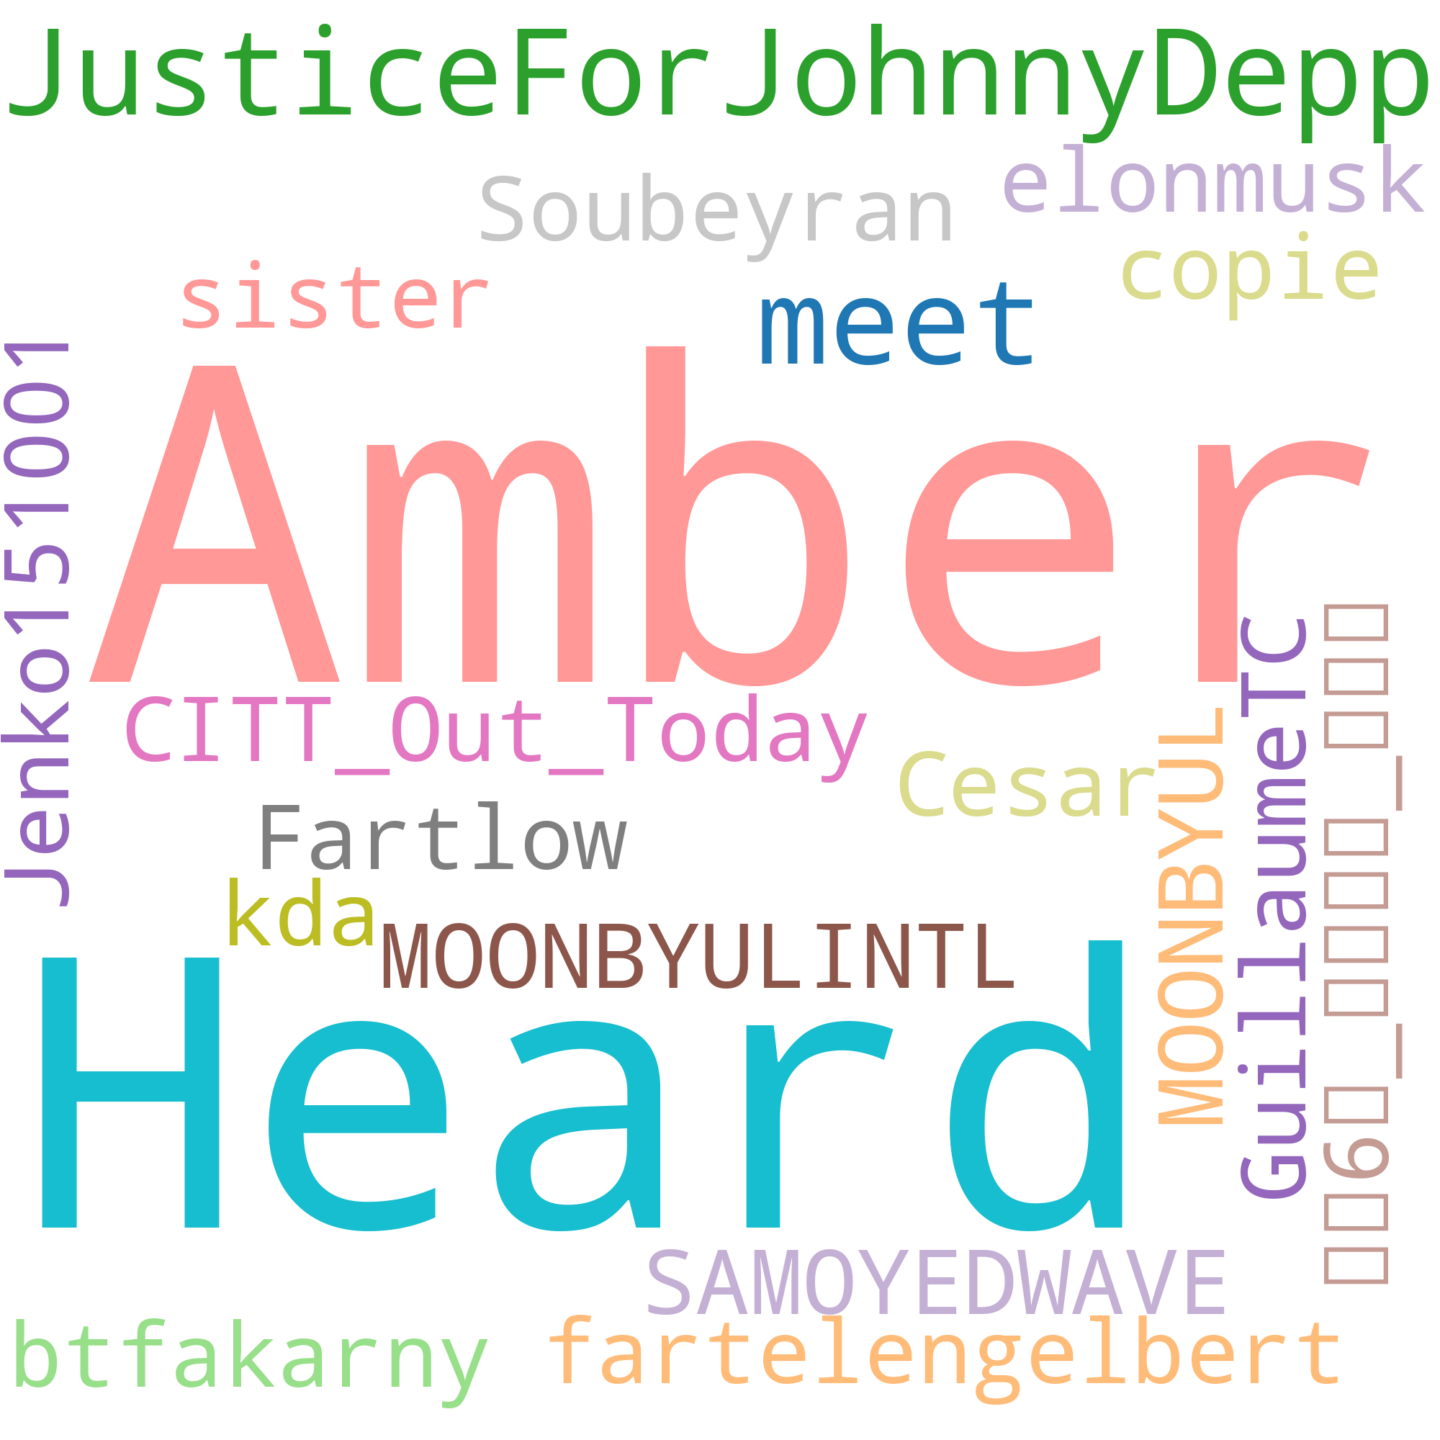 JusticeForJohnnyDepp
elonmusk
Soubeyran
copie
sister
meet
Jenko151001
Amber
CITT_Out_Today
Cesar
GuillaumeTC
MOONBYUL
Fartlow
kda
MOONBYULINTL
Heard
SAMOYEDWAVE
btfakarny
fartelengelbert